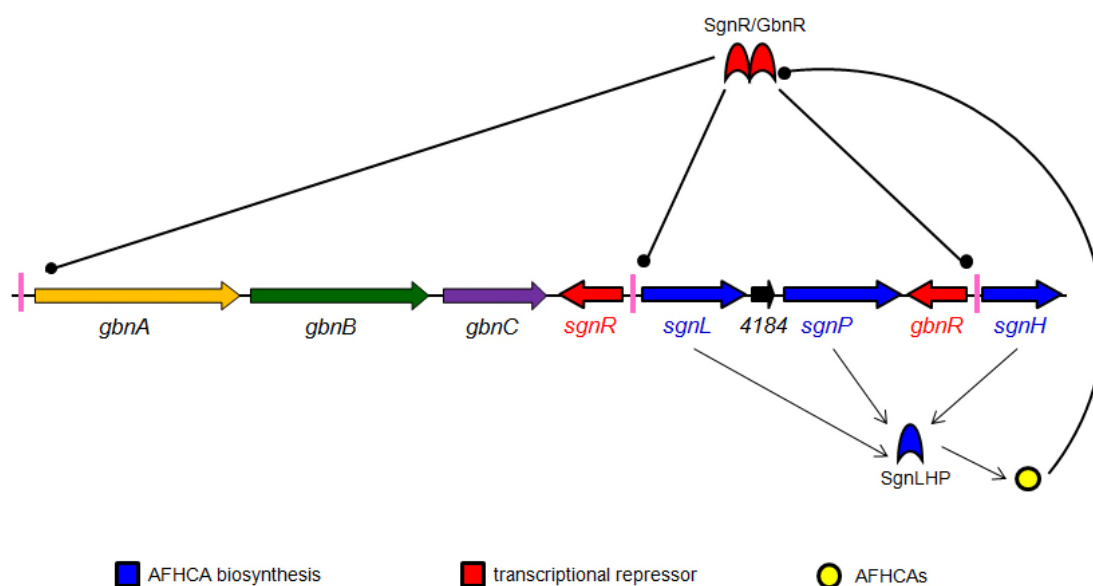 SgnR/GbnR
gbnA gbnB gbnC sgnR sgnL 4184 sgnP gbnR sgnH
SgnLHP
AFHCA biosynthesis transcriptional repressor AFHCAs